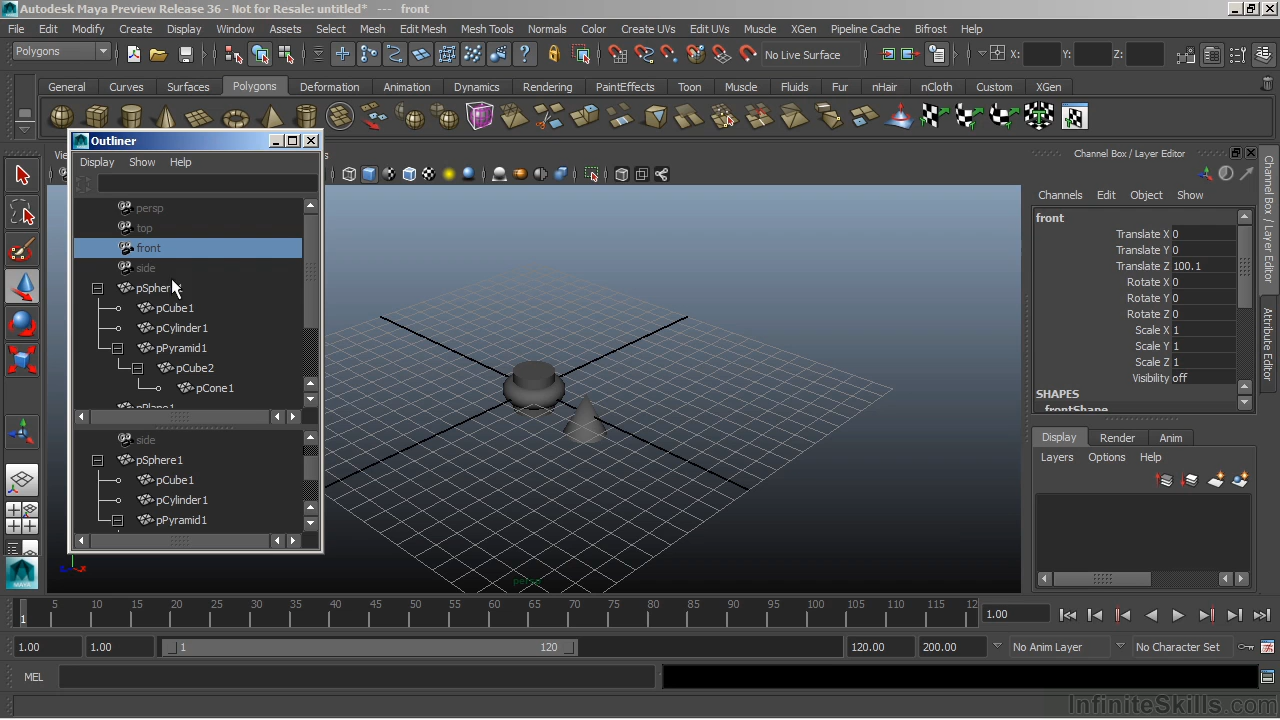 Autodesk Maya Preview Release 36 - Not for Resale: untitled* --- front
File Edit Modify Create Display Window Assets Select Mesh Edit Mesh Mesh Tools Normals Color Create UVs Edit UVs Muscle XGen Pipeline Cache Bifrost Help
Polygons No Live Surface X: Y: Z:
General Curves Surfaces Polygons Deformation Animation Dynamics Rendering PaintEffects Toon Muscle Fluids Fur nHair nCloth Custom XGen
Outliner
Display Show Help
persp
top
front
side
pCube1
pCylinder1
pPyramid1
pCube2
pCone1
pPlane1
side
pSphere1
pCube1
pCylinder1
pPyramid1
persp
Channel Box / Layer Editor
Channels Edit Object Show
front
Translate X 0
Translate Y 0
Translate Z 100.1
Rotate X 0
Rotate Y 0
Rotate Z 0
Scale X 1
Scale Y 1
Scale Z 1
Visibility off
SHAPES
frontShape
Display Render Anim
Layers Options Help
Channel Box / Layer Editor
Attribute Editor
1 5 10 15 20 25 30 35 40 45 50 55 60 65 70 75 80 85 90 95 100 105 110 115 12 1.00
1.00 1.00 1 120 120.00 200.00 No Anim Layer No Character Set
MEL
InfiniteSkills.com